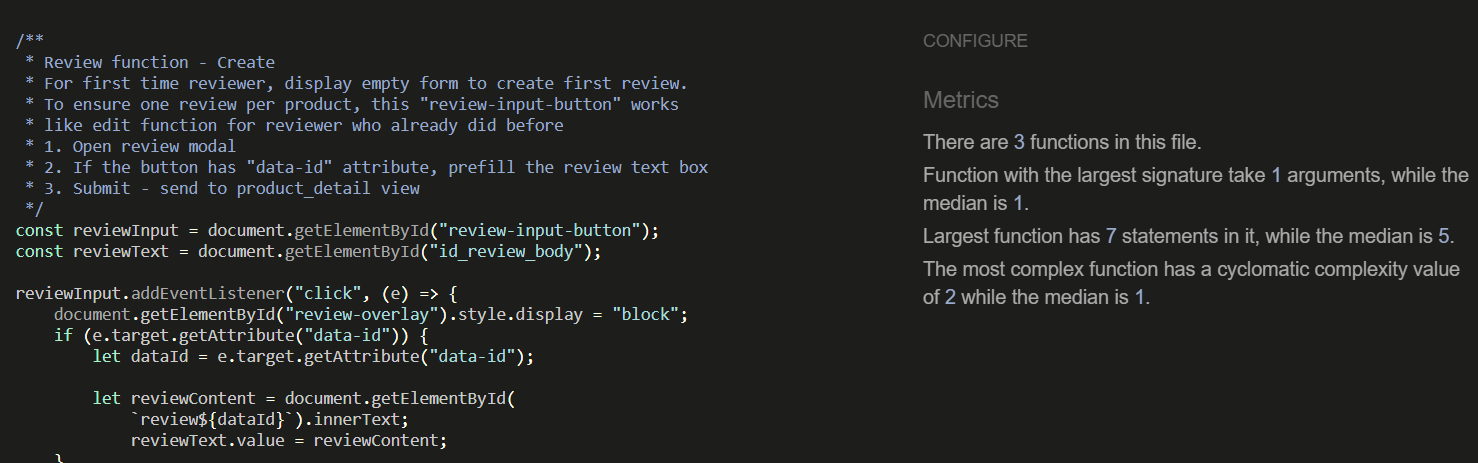 /**
 * Review function - Create
 * For first time reviewer, display empty form to create first review.
 * To ensure one review per product, this "review-input-button" works
 * like edit function for reviewer who already did before
 * 1. Open review modal
 * 2. If the button has "data-id" attribute, prefill the review text box
 * 3. Submit - send to product_detail view
 */
const reviewInput = document.getElementById("review-input-button");
const reviewText = document.getElementById("id_review_body");
reviewInput.addEventListener("click", (e) => {
    document.getElementById("review-overlay").style.display = "block";
    if (e.target.getAttribute("data-id")) {
        let dataId = e.target.getAttribute("data-id");
        let reviewContent = document.getElementById(
            `review${dataId}`).innerText;
            reviewText.value = reviewContent;
    }
CONFIGURE
Metrics
There are 3 functions in this file.
Function with the largest signature take 1 arguments, while the
median is 1.
Largest function has 7 statements in it, while the median is 5.
The most complex function has a cyclomatic complexity value
of 2 while the median is 1.